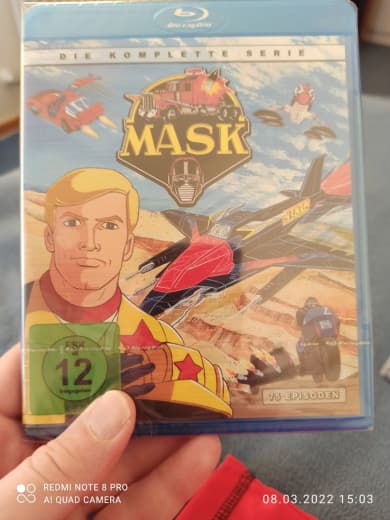 Blu-ray Disc
DIE KOMPLETTE SERIE
MASK
FSK
12
75 EPISODEN
REDMI NOTE 8 PRO
AI QUAD CAMERA
08.03.2022 15:03